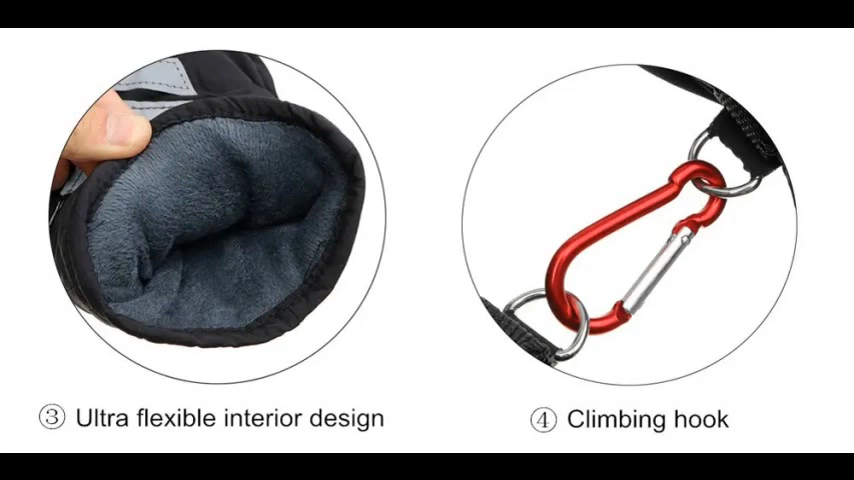 ③ Ultra flexible interior design
④ Climbing hook